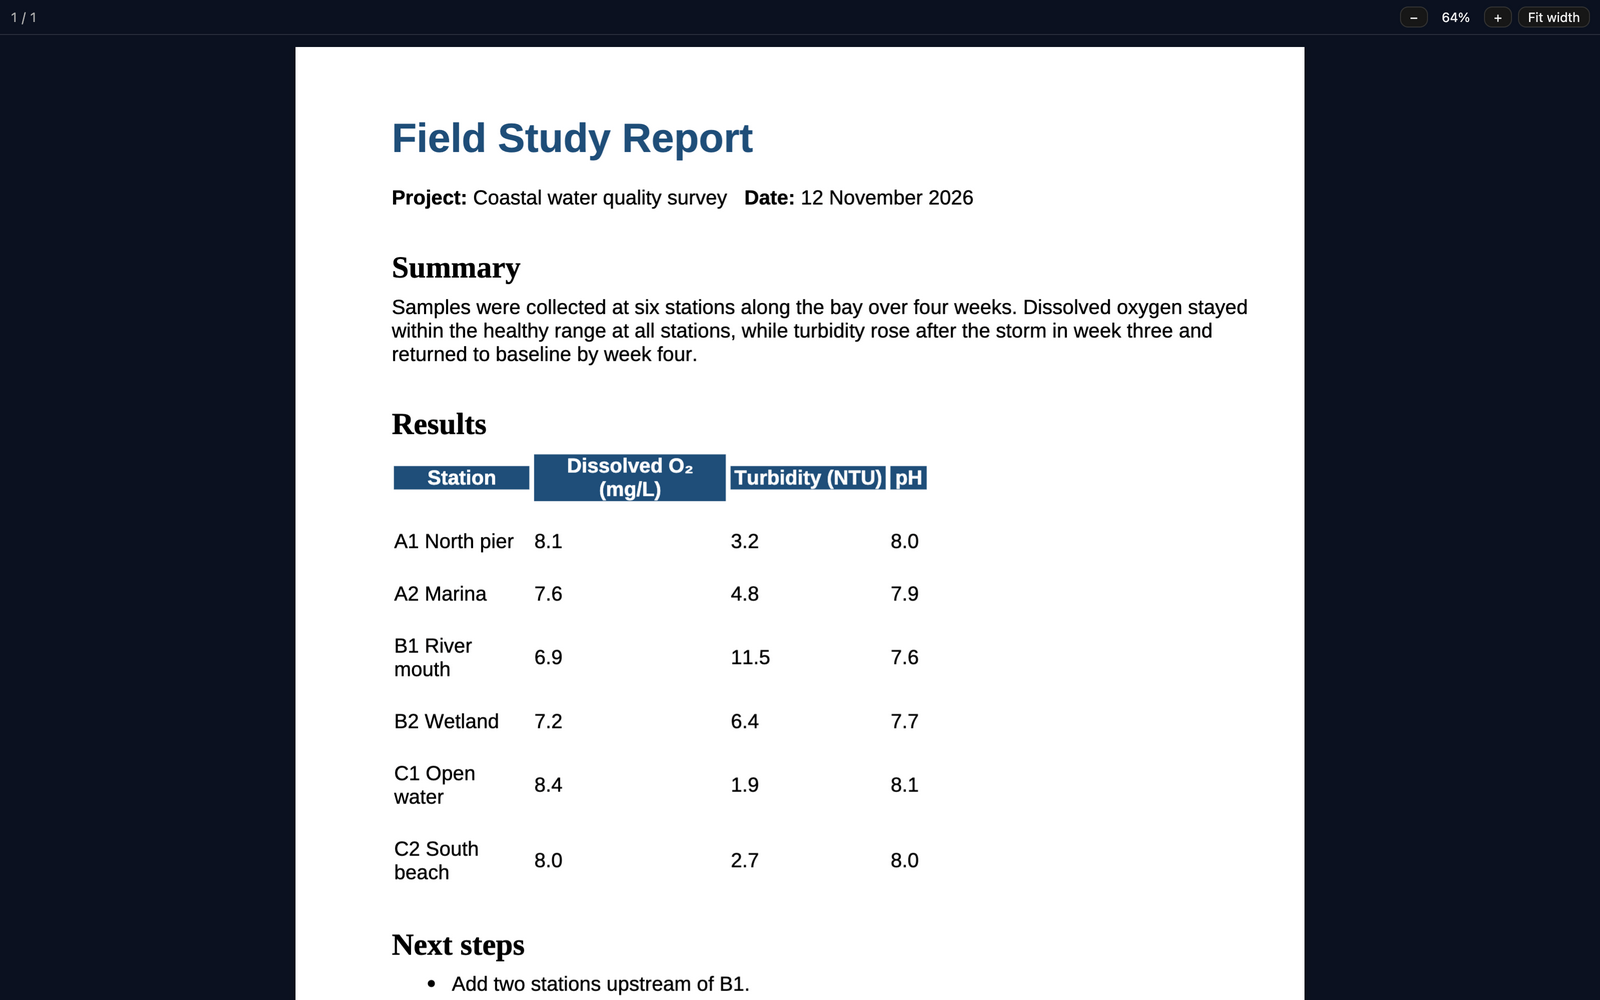 1 / 1
− 64% + Fit width
Field Study Report
Project: Coastal water quality survey Date: 12 November 2026
Summary
Samples were collected at six stations along the bay over four weeks. Dissolved oxygen stayed
within the healthy range at all stations, while turbidity rose after the storm in week three and
returned to baseline by week four.
Results
Station Dissolved O₂ (mg/L) Turbidity (NTU) pH
A1 North pier 8.1 3.2 8.0
A2 Marina 7.6 4.8 7.9
B1 River mouth 6.9 11.5 7.6
B2 Wetland 7.2 6.4 7.7
C1 Open water 8.4 1.9 8.1
C2 South beach 8.0 2.7 8.0
Next steps
• Add two stations upstream of B1.